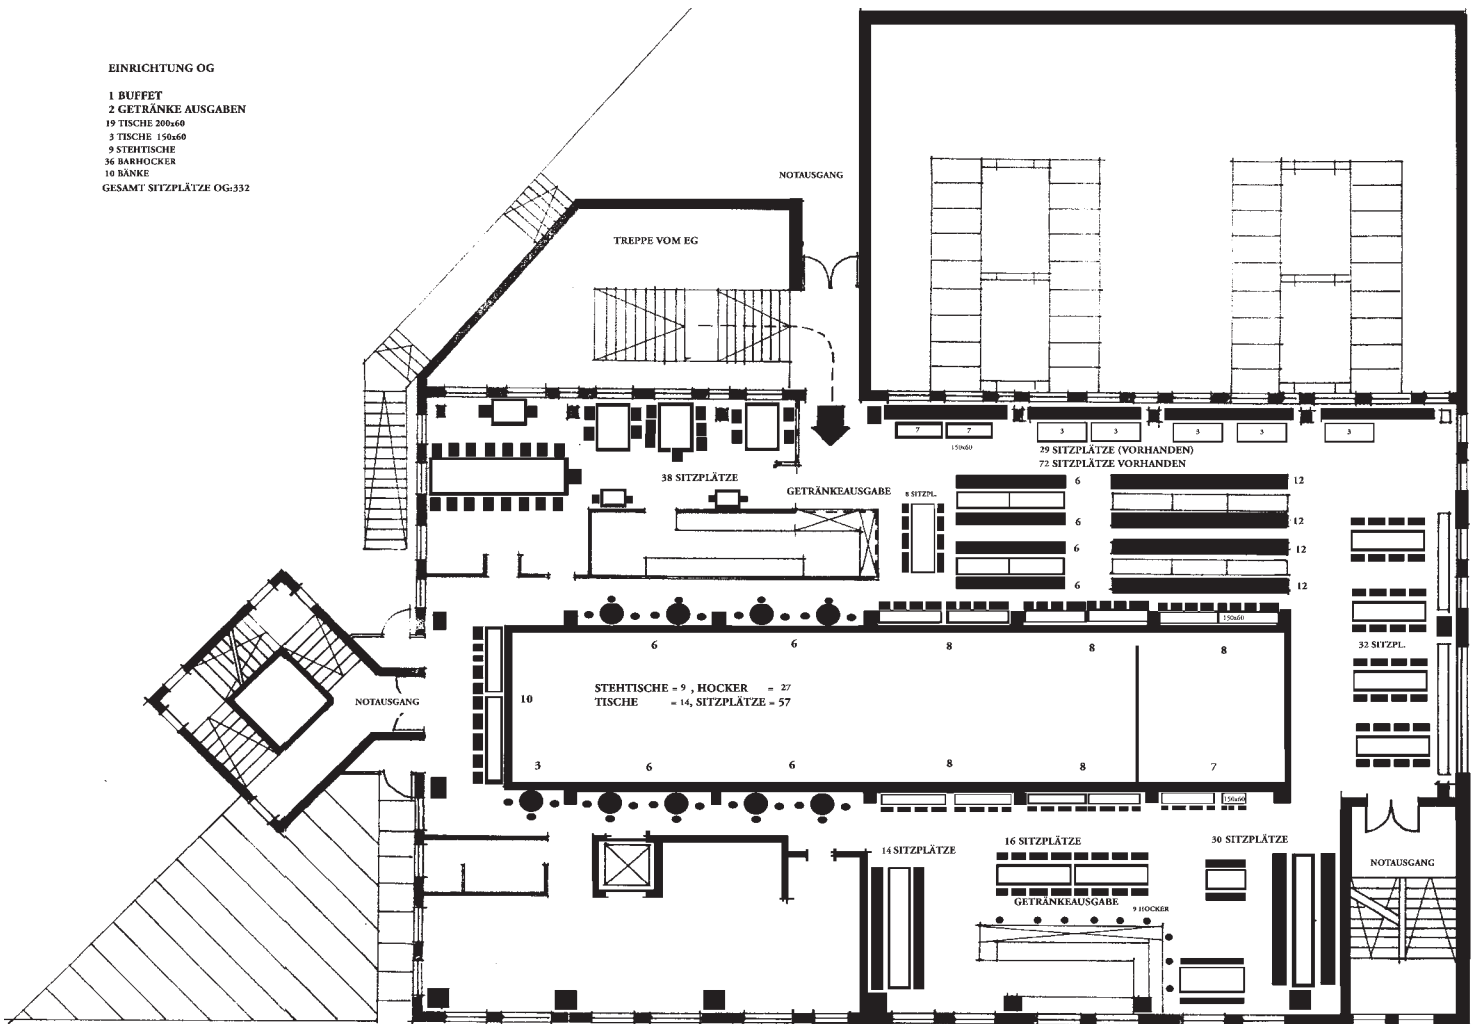 EINRICHTUNG OG
1 BUFFET
2 GETRÄNKE AUSGABEN
19 TISCHE 200x60
3 TISCHE 150x60
9 STEHTISCHE
36 BARHOCKER
10 BÄNKE
GESAMT SITZPLÄTZE OG:332
NOTAUSGANG
TREPPE VOM EG
7 7 3 3 3 3 3
150x60
29 SITZPLÄTZE (VORHANDEN)
72 SITZPLÄTZE VORHANDEN
38 SITZPLÄTZE
GETRÄNKEAUSGABE
8 SITZPL.
6 12
6 12
6 12
6 12
150x60
32 SITZPL.
6 6 8 8 8
STEHTISCHE = 9 , HOCKER = 27
TISCHE = 14, SITZPLÄTZE = 57
10
NOTAUSGANG
3 6 6 8 8 7
150x60
14 SITZPLÄTZE
16 SITZPLÄTZE
30 SITZPLÄTZE
NOTAUSGANG
GETRÄNKEAUSGABE
9 HOCKER